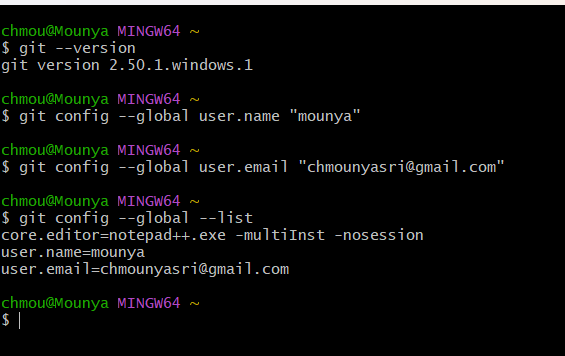 chmou@Mounya MINGW64 ~
$ git --version
git version 2.50.1.windows.1
chmou@Mounya MINGW64 ~
$ git config --global user.name "mounya"
chmou@Mounya MINGW64 ~
$ git config --global user.email "chmounyasri@gmail.com"
chmou@Mounya MINGW64 ~
$ git config --global --list
core.editor=notepad++.exe -multiInst -nosession
user.name=mounya
user.email=chmounyasri@gmail.com
chmou@Mounya MINGW64 ~
$